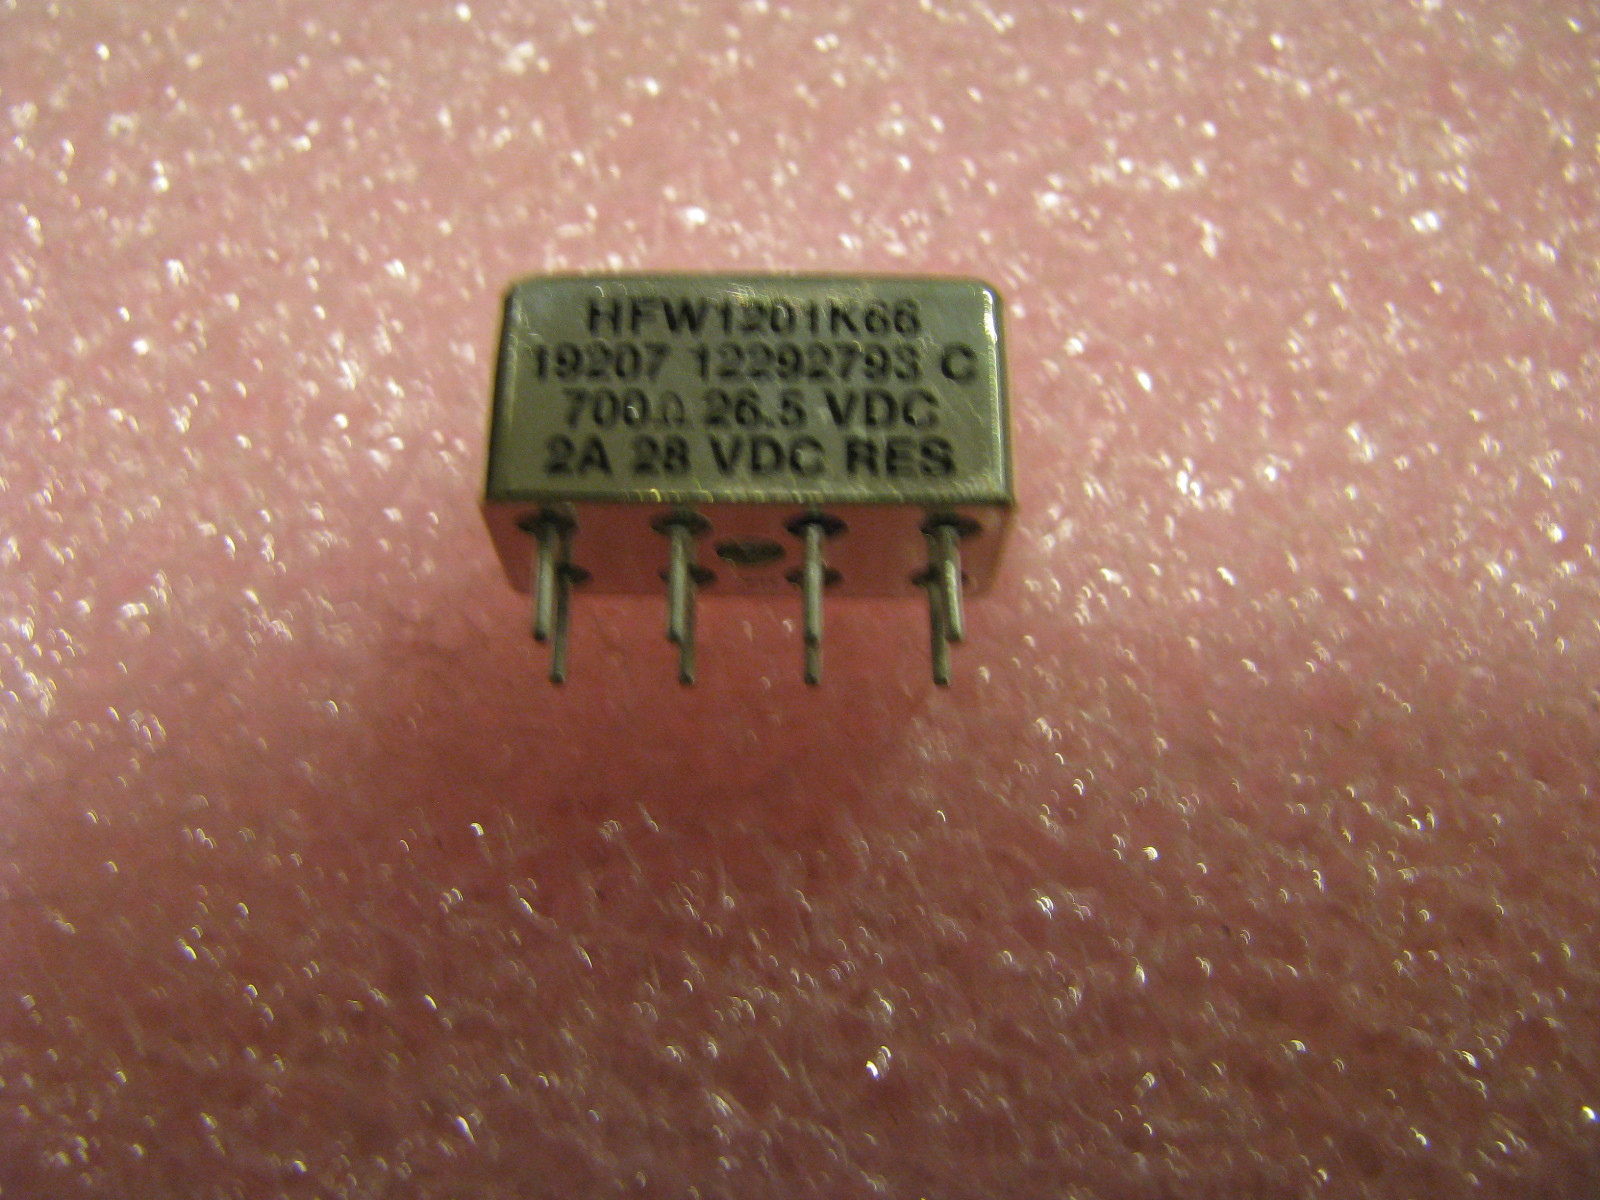 HFW1201K66
19207 12292793 C
700Ω 26.5 VDC
2A 28 VDC RES